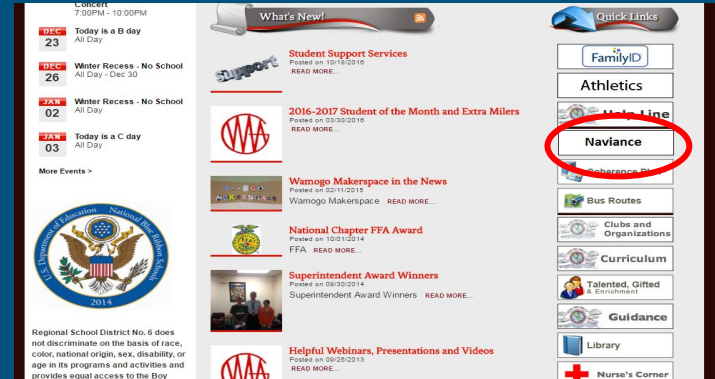 Concert
7:00PM - 10:00PM
DEC
23
Today is a B day
All Day
DEC
26
Winter Recess - No School
All Day - Dec 30
JAN
02
Winter Recess - No School
All Day
JAN
03
Today is a C day
All Day
More Events >
U.S. Department of Education National Blue Ribbon Schools
2014
Regional School District No. 6 does
not discriminate on the basis of race,
color, national origin, sex, disability, or
age in its programs and activities and
provides equal access to the Boy
What's New!
support
Student Support Services
Posted on 10/18/2016
READ MORE...
2016-2017 Student of the Month and Extra Milers
Posted on 03/30/2016
READ MORE...
Wamogo Makerspace in the News
Posted on 02/11/2015
Wamogo Makerspace READ MORE...
National Chapter FFA Award
Posted on 10/01/2014
FFA READ MORE...
Superintendent Award Winners
Posted on 09/30/2014
Superintendent Award Winners READ MORE...
Helpful Webinars, Presentations and Videos
Posted on 09/26/2013
READ MORE...
Quick Links
FamilyID
Athletics
Help Line
Naviance
Coherence Plan
Bus Routes
Clubs and
Organizations
Curriculum
Talented, Gifted
& Enrichment
Guidance
Library
Nurse's Corner